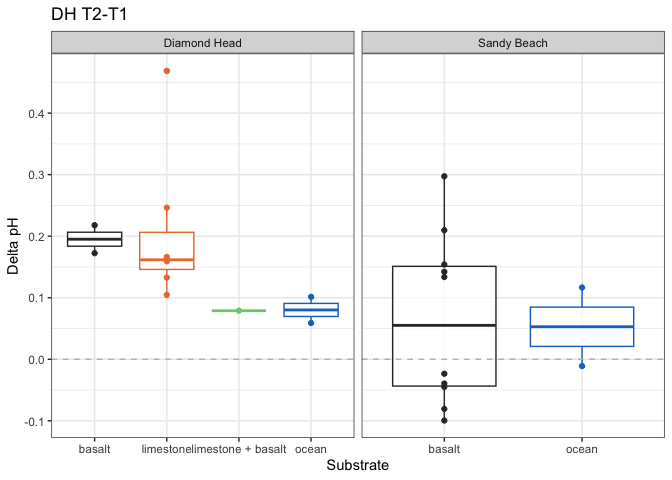 DH T2-T1
Diamond Head Sandy Beach
Delta pH
0.4
0.3
0.2
0.1
0.0
-0.1
basalt limestone limestone + basalt ocean basalt ocean
Substrate